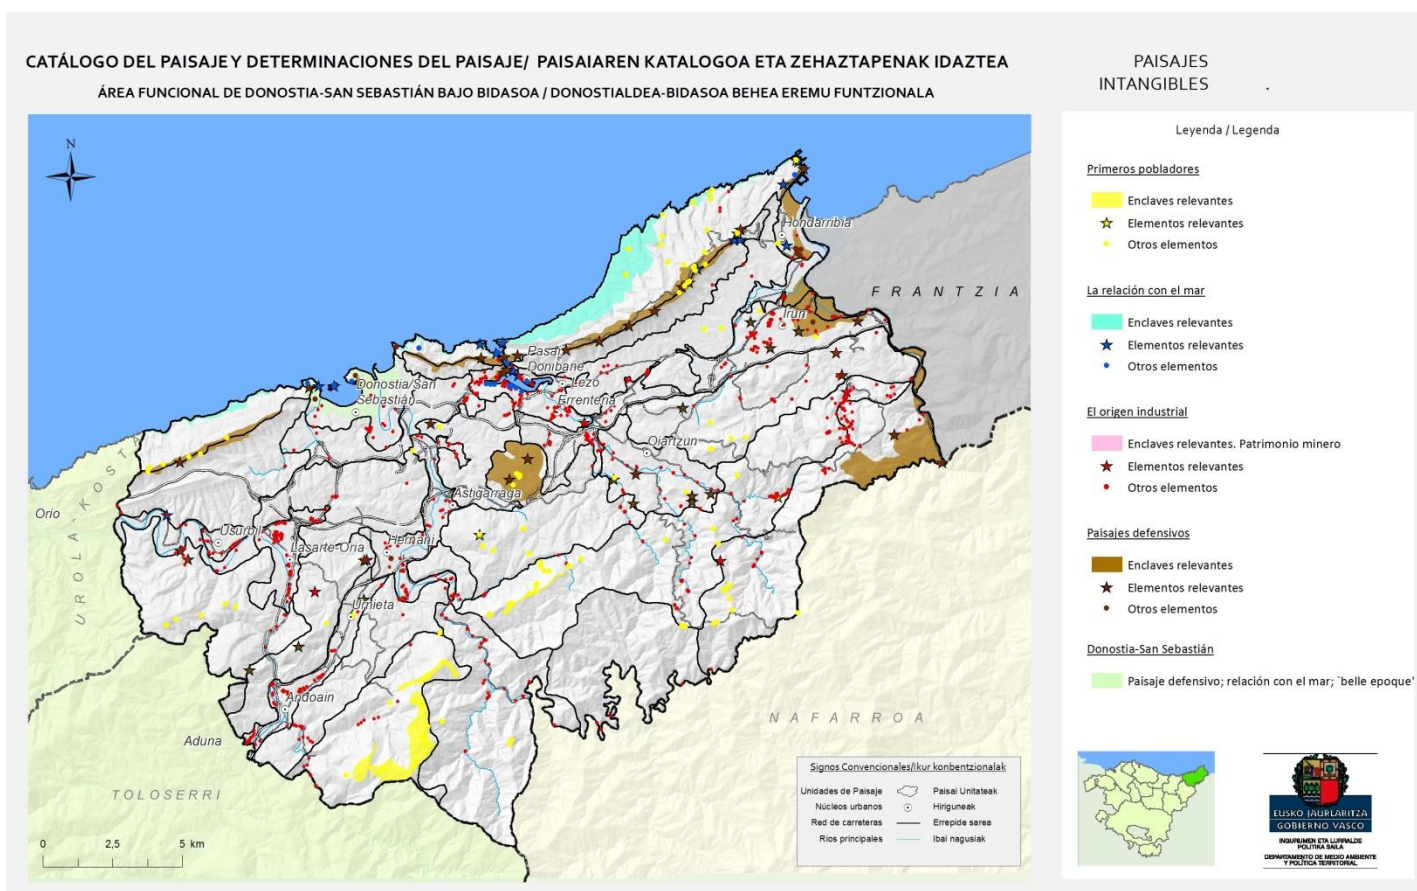 CATÁLOGO DEL PAISAJE Y DETERMINACIONES DEL PAISAJE/ PAISAIAREN KATALOGOA ETA ZEHAZTAPENAK IDAZTEA
ÁREA FUNCIONAL DE DONOSTIA-SAN SEBASTIÁN BAJO BIDASOA / DONOSTIALDEA-BIDASOA BEHEA EREMU FUNTZIONALA
PAISAJES
INTANGIBLES .
N
Hondarribia
FRANTZIA
Irun
Pasai
Donibane
Lezo
Errenteria
Donostia/San
Sebastián
Oiartzun
Astigarraga
Orio
UROLA-KOST
Usurbil
Lasarte-Oria
Hernani
Urnieta
Andoain
Aduna
NAFARROA
TOLOSERRI
0 2,5 5 km
Signos Convencionales/Ikur konbentzionalak
Unidades de Paisaje Paisai Unitateak
Núcleos urbanos Hiriguneak
Red de carreteras Errepide sarea
Ríos principales Ibai nagusiak
Leyenda / Legenda
Primeros pobladores
Enclaves relevantes
Elementos relevantes
Otros elementos
La relación con el mar
Enclaves relevantes
Elementos relevantes
Otros elementos
El origen industrial
Enclaves relevantes. Patrimonio minero
Elementos relevantes
Otros elementos
Paisajes defensivos
Enclaves relevantes
Elementos relevantes
Otros elementos
Donostia-San Sebastián
Paisaje defensivo; relación con el mar; `belle epoque'
EUSKO JAURLARITZA
GOBIERNO VASCO
INGURUMEN ETA LURRALDE
POLITIKA SAILA
DEPARTAMENTO DE MEDIO AMBIENTE
Y POLÍTICA TERRITORIAL